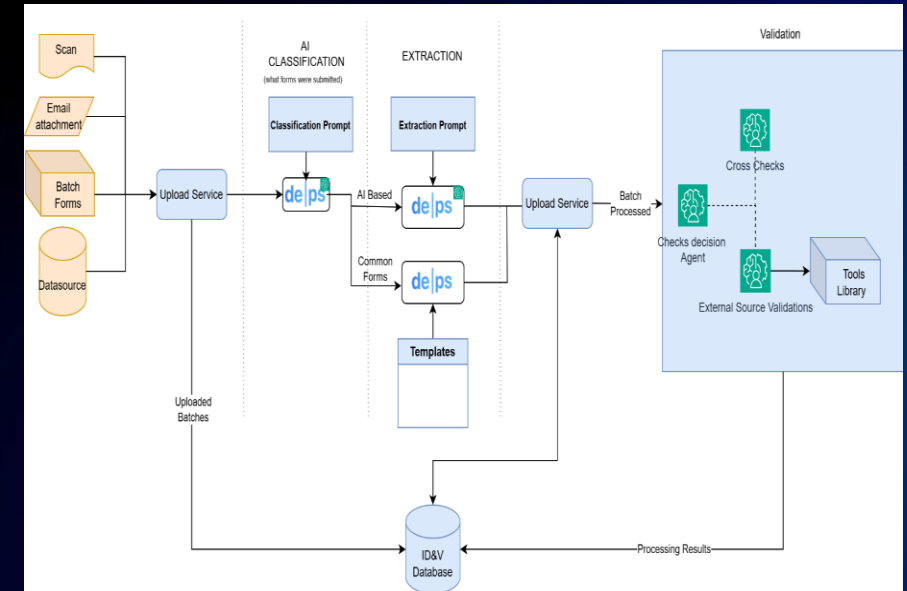 Scan
Email
attachment
Batch
Forms
Datasource
Upload Service
AI
CLASSIFICATION
(what forms were submitted)
Classification Prompt
de|ps
AI Based
Common
Forms
EXTRACTION
Extraction Prompt
de|ps
de|ps
Templates
Upload Service
Batch
Processed
Validation
Cross Checks
Checks decision
Agent
External Source Validations
Tools
Library
Uploaded
Batches
ID&V
Database
Processing Results